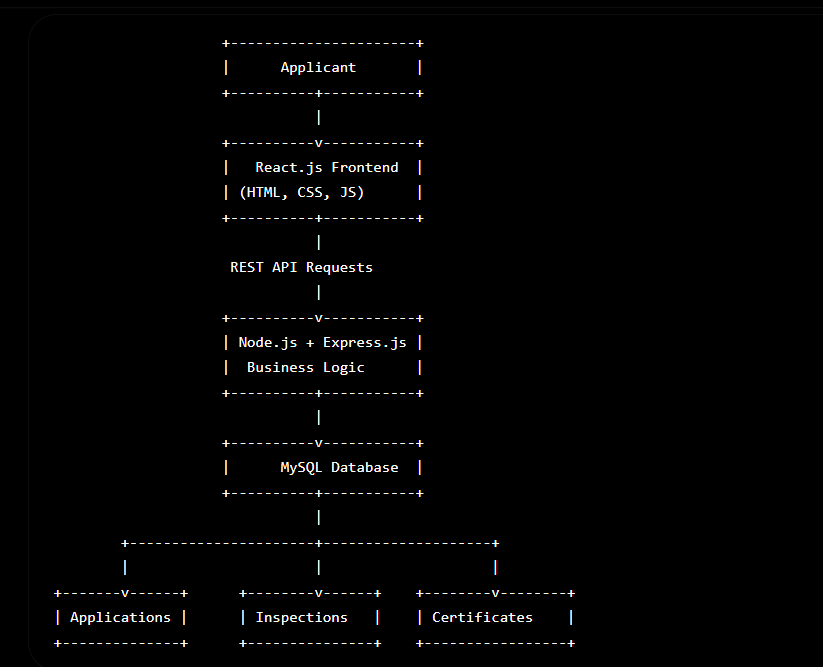 +----------------------+
|      Applicant       |
+----------+-----------+
|
+----------v-----------+
|   React.js Frontend  |
| (HTML, CSS, JS)      |
+----------+-----------+
|
REST API Requests
|
+----------v-----------+
| Node.js + Express.js |
|  Business Logic      |
+----------+-----------+
|
+----------v-----------+
|      MySQL Database  |
+----------+-----------+
|
+----------------------+--------------------+
|                      |                    |
+-------v------+      +--------v------+    +--------v--------+
| Applications |      | Inspections   |    | Certificates    |
+--------------+      +---------------+    +-----------------+